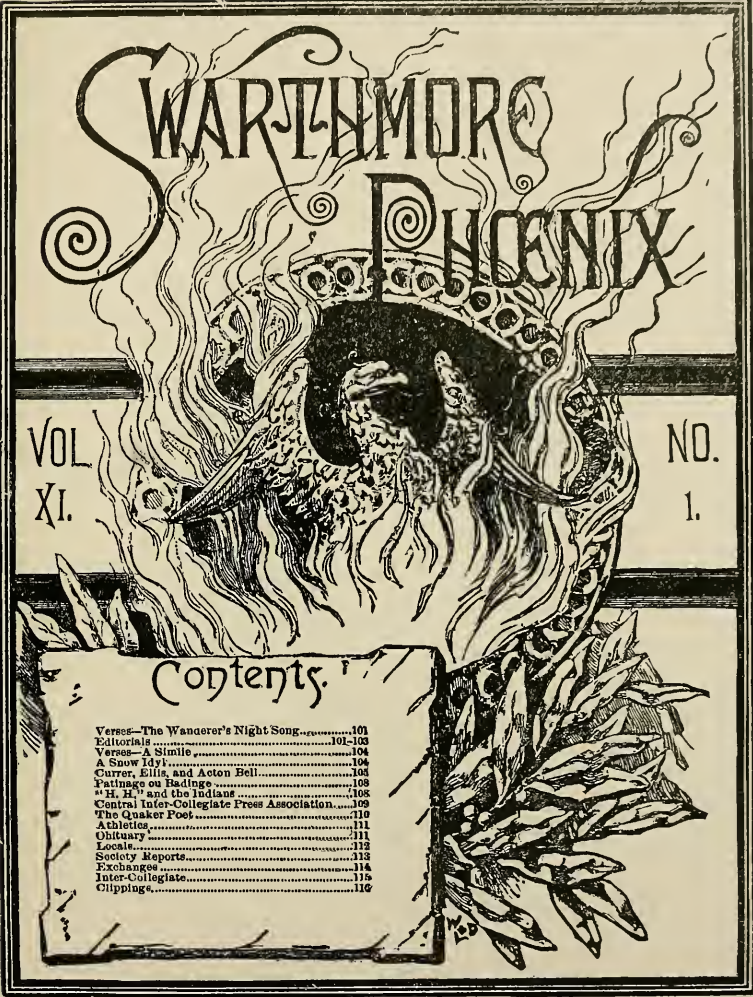 SWARTHMORE
PHŒNIX
VOL. XI.
NO. 1.
Contents.
Verses—The Wanderer's Night Song............101
Editorials............101-103
Verses—A Simile............104
A Snow Idyl............104
Currer, Ellis, and Acton Bell............105
Patinage ou Badinge............108
"H. H." and the Indians............108
Central Inter-Collegiate Press Association............109
The Quaker Poet............110
Athletics............111
Obituary............111
Locals............112
Society Reports............113
Exchanges............114
Inter-Collegiate............115
Clippings............116